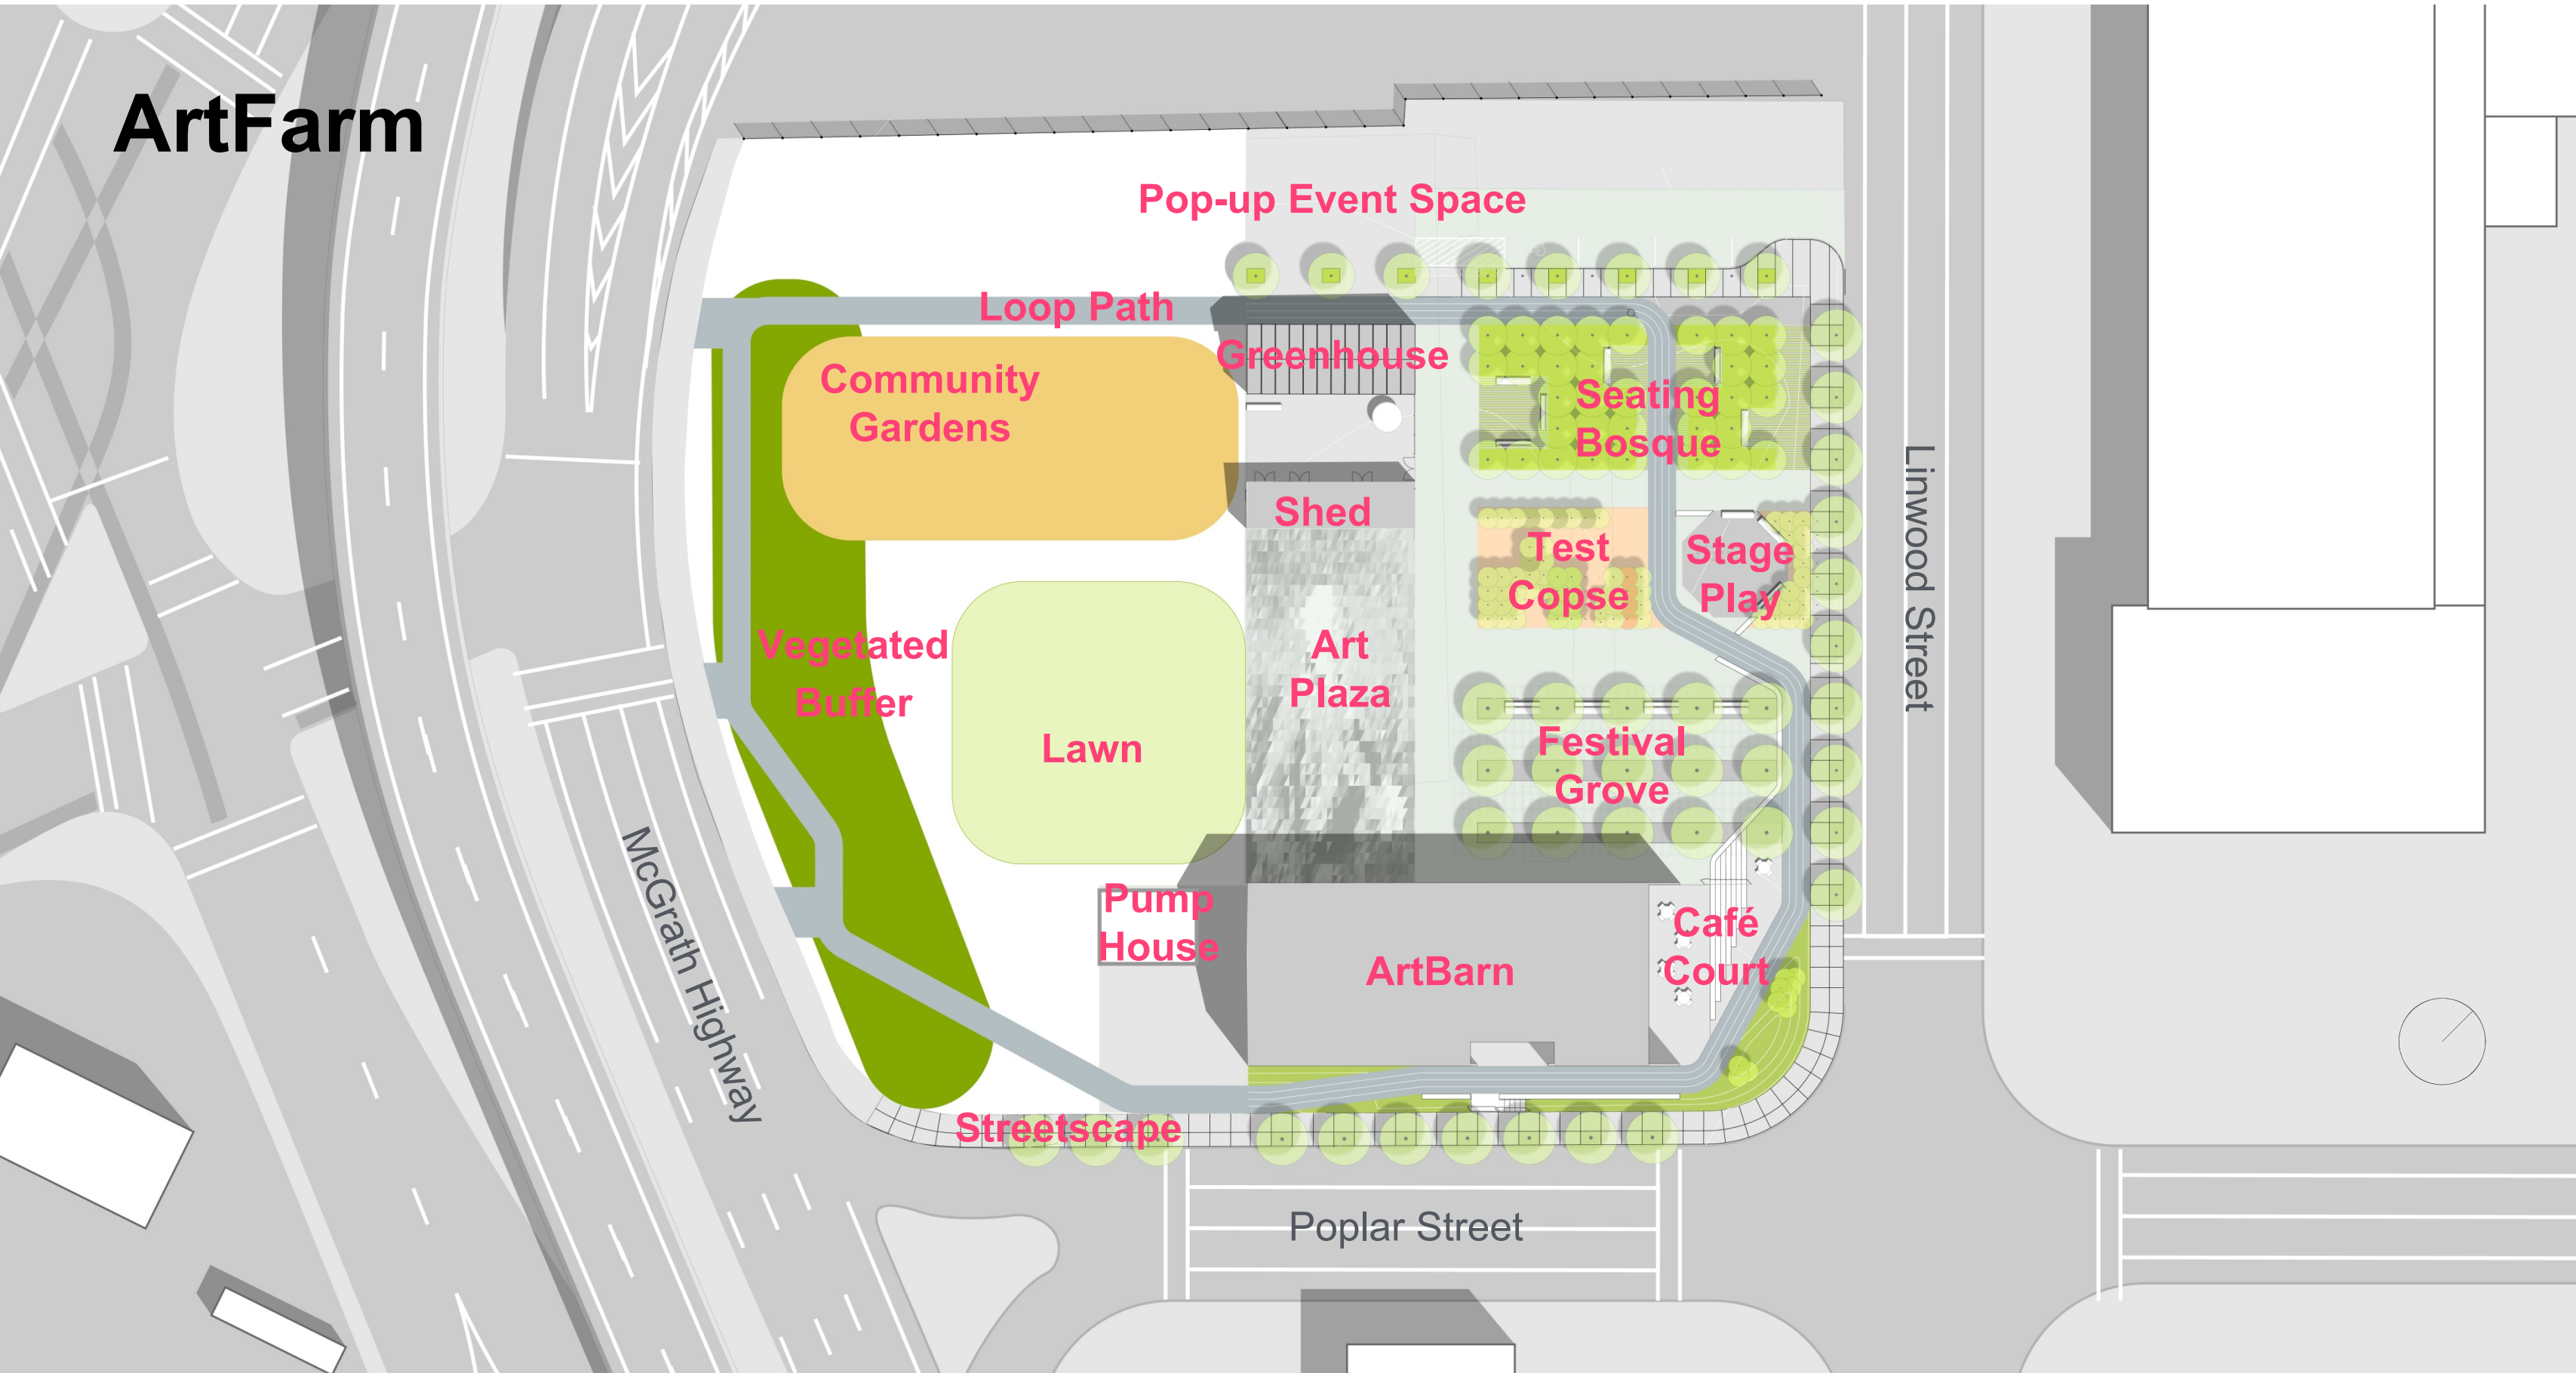 ArtFarm
Pop-up Event Space
Loop Path
Greenhouse
Community
Gardens
Seating
Bosque
Shed
Test
Copse
Stage
Play
Linwood Street
Vegetated
Buffer
Art
Plaza
Lawn
Festival
Grove
McGrath Highway
Pump
House
ArtBarn
Café
Court
Streetscape
Poplar Street